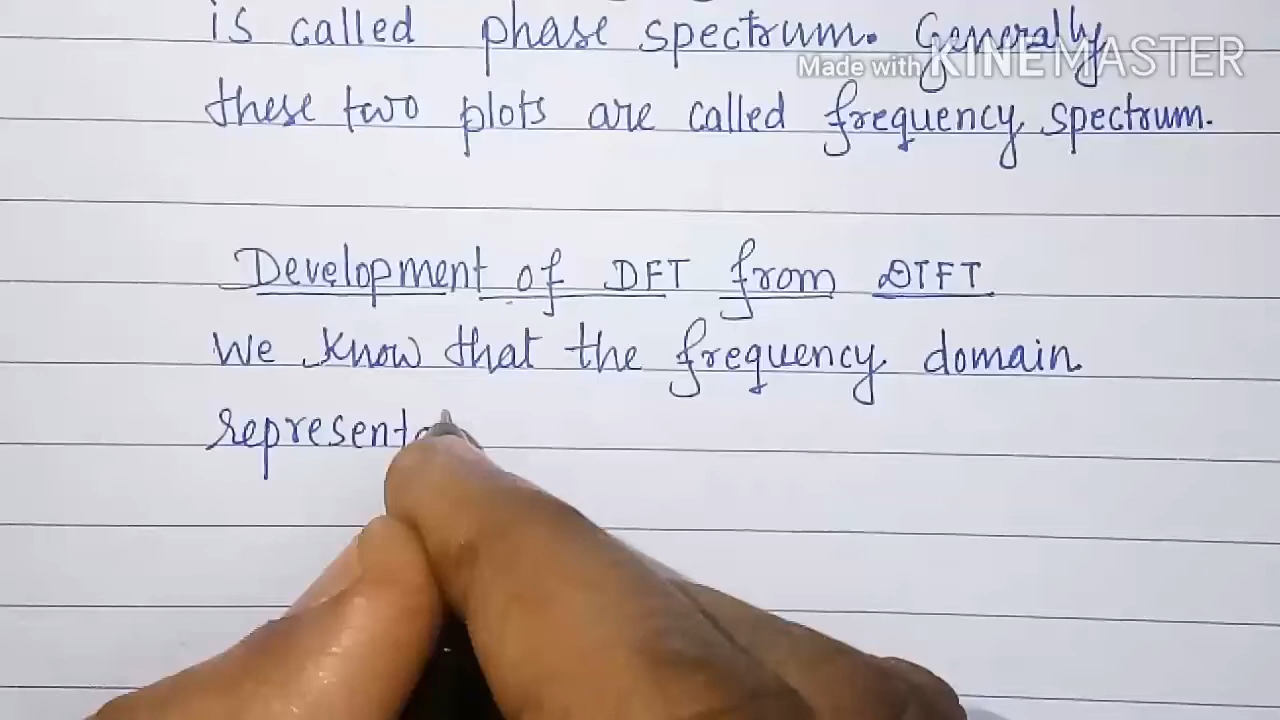 is called phase spectrum. Generally
Made with KINEMASTER
these two plots are called frequency spectrum.
Development of DFT from DTFT
We know that the frequency domain
representa